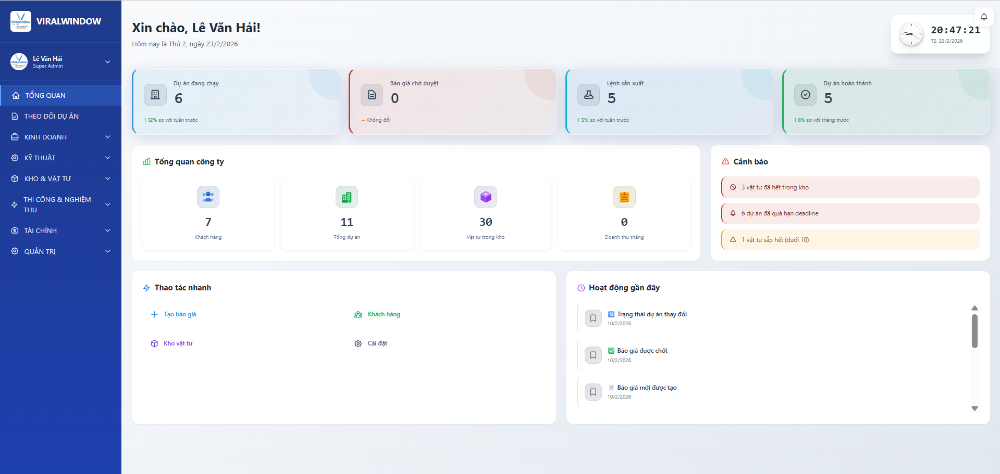 VIRALWINDOW
Lê Văn Hải
Super Admin
TỔNG QUAN
THEO DÕI DỰ ÁN
KINH DOANH
KỸ THUẬT
KHO & VẬT TƯ
THI CÔNG & NGHIỆM
THU
TÀI CHÍNH
QUẢN TRỊ
Xin chào, Lê Văn Hải!
Hôm nay là Thứ 2, ngày 23/2/2026
20:47:21
T2, 23/2/2026
Dự án đang chạy
6
↑ 12% so với tuần trước
Báo giá chờ duyệt
0
→ Không đổi
Lệnh sản xuất
5
↑ 5% so với tuần trước
Dự án hoàn thành
5
↑ 8% so với tháng trước
Tổng quan công ty
7
Khách hàng
11
Tổng dự án
30
Vật tư trong kho
0
Doanh thu tháng
Cảnh báo
3 vật tư đã hết trong kho
6 dự án đã quá hạn deadline
1 vật tư sắp hết (dưới 10)
Thao tác nhanh
Tạo báo giá
Khách hàng
Kho vật tư
Cài đặt
Hoạt động gần đây
Trạng thái dự án thay đổi
10/2/2026
Báo giá được chốt
10/2/2026
Báo giá mới được tạo
10/2/2026